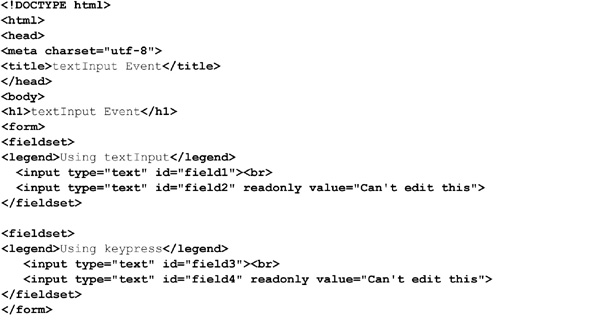 <!DOCTYPE html>
<html>
<head>
<meta charset="utf-8">
<title>textInput Event</title>
</head>
<body>
<h1>textInput Event</h1>
<form>
<fieldset>
<legend>Using textInput</legend>
  <input type="text" id="field1"><br>
  <input type="text" id="field2" readonly value="Can't edit this">
</fieldset>

<fieldset>
<legend>Using keypress</legend>
   <input type="text" id="field3"><br>
   <input type="text" id="field4" readonly value="Can't edit this">
</fieldset>
</form>